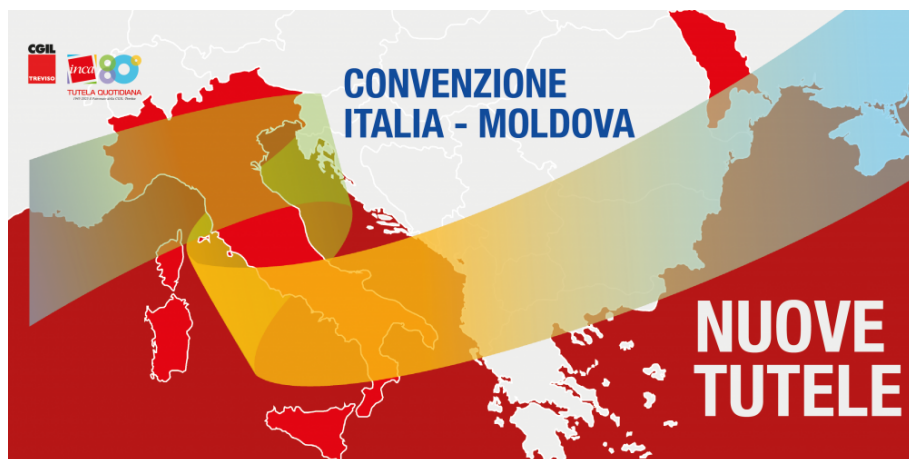 CGIL
TREVISO
inca 80°
TUTELA QUOTIDIANA
CONVENZIONE
ITALIA - MOLDOVA
NUOVE
TUTELE